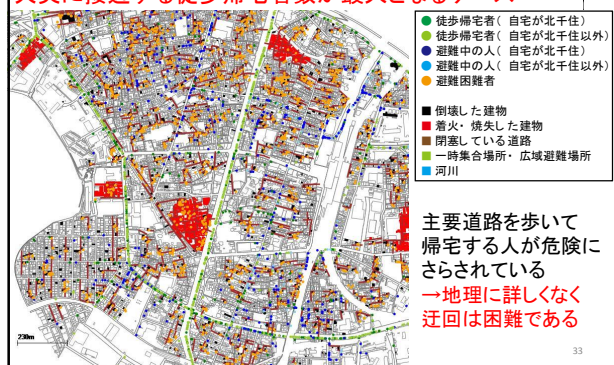 火災に接近する徒歩帰宅者数が最大となるケース
徒歩帰宅者( 自宅が北千住)
徒歩帰宅者( 自宅が北千住以外)
避難中の人( 自宅が北千住)
避難中の人( 自宅が北千住以外)
避難困難者
倒壊した建物
着火・焼失した建物
閉塞している道路
一時集合場所・広域避難場所
河川
主要道路を歩いて
帰宅する人が危険に
さらされている
→地理に詳しくなく
迂回は困難である
230m
33